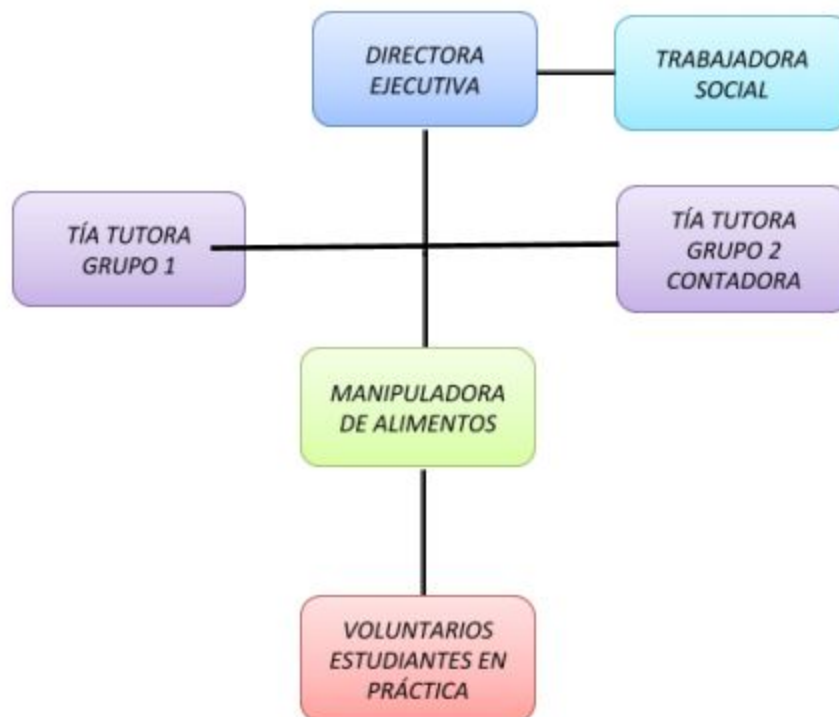 DIRECTORA
EJECUTIVA
TRABAJADORA
SOCIAL
TÍA TUTORA
GRUPO 1
TÍA TUTORA
GRUPO 2
CONTADORA
MANIPULADORA
DE ALIMENTOS
VOLUNTARIOS
ESTUDIANTES EN
PRÁCTICA